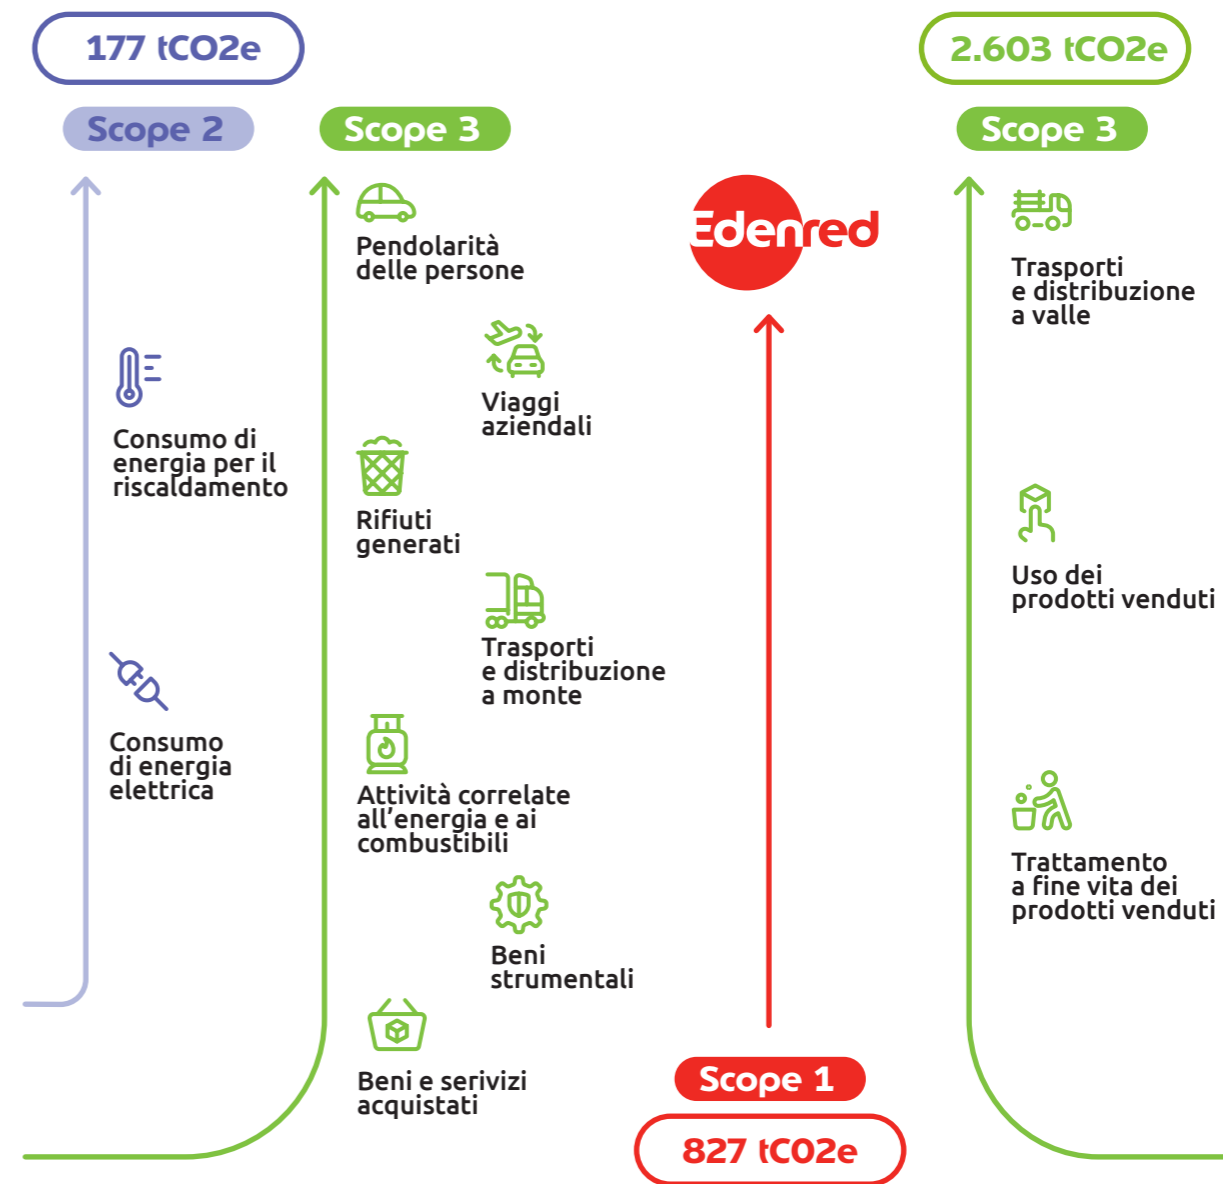 177 tCO2e
Scope 2
Consumo di
energia per il
riscaldamento
Consumo
di energia
elettrica
Scope 3
Pendolarità
delle persone
Viaggi
aziendali
Rifiuti
generati
Trasporti
e distribuzione
a monte
Attività correlate
all'energia e ai
combustibili
Beni
strumentali
Beni e serivizi
acquistati
Edenred
Scope 1
827 tC02e
2.603 tCO2e
Scope 3
Trasporti
e distribuzione
a valle
Uso dei
prodotti venduti
Trattamento
a fine vita dei
prodotti venduti